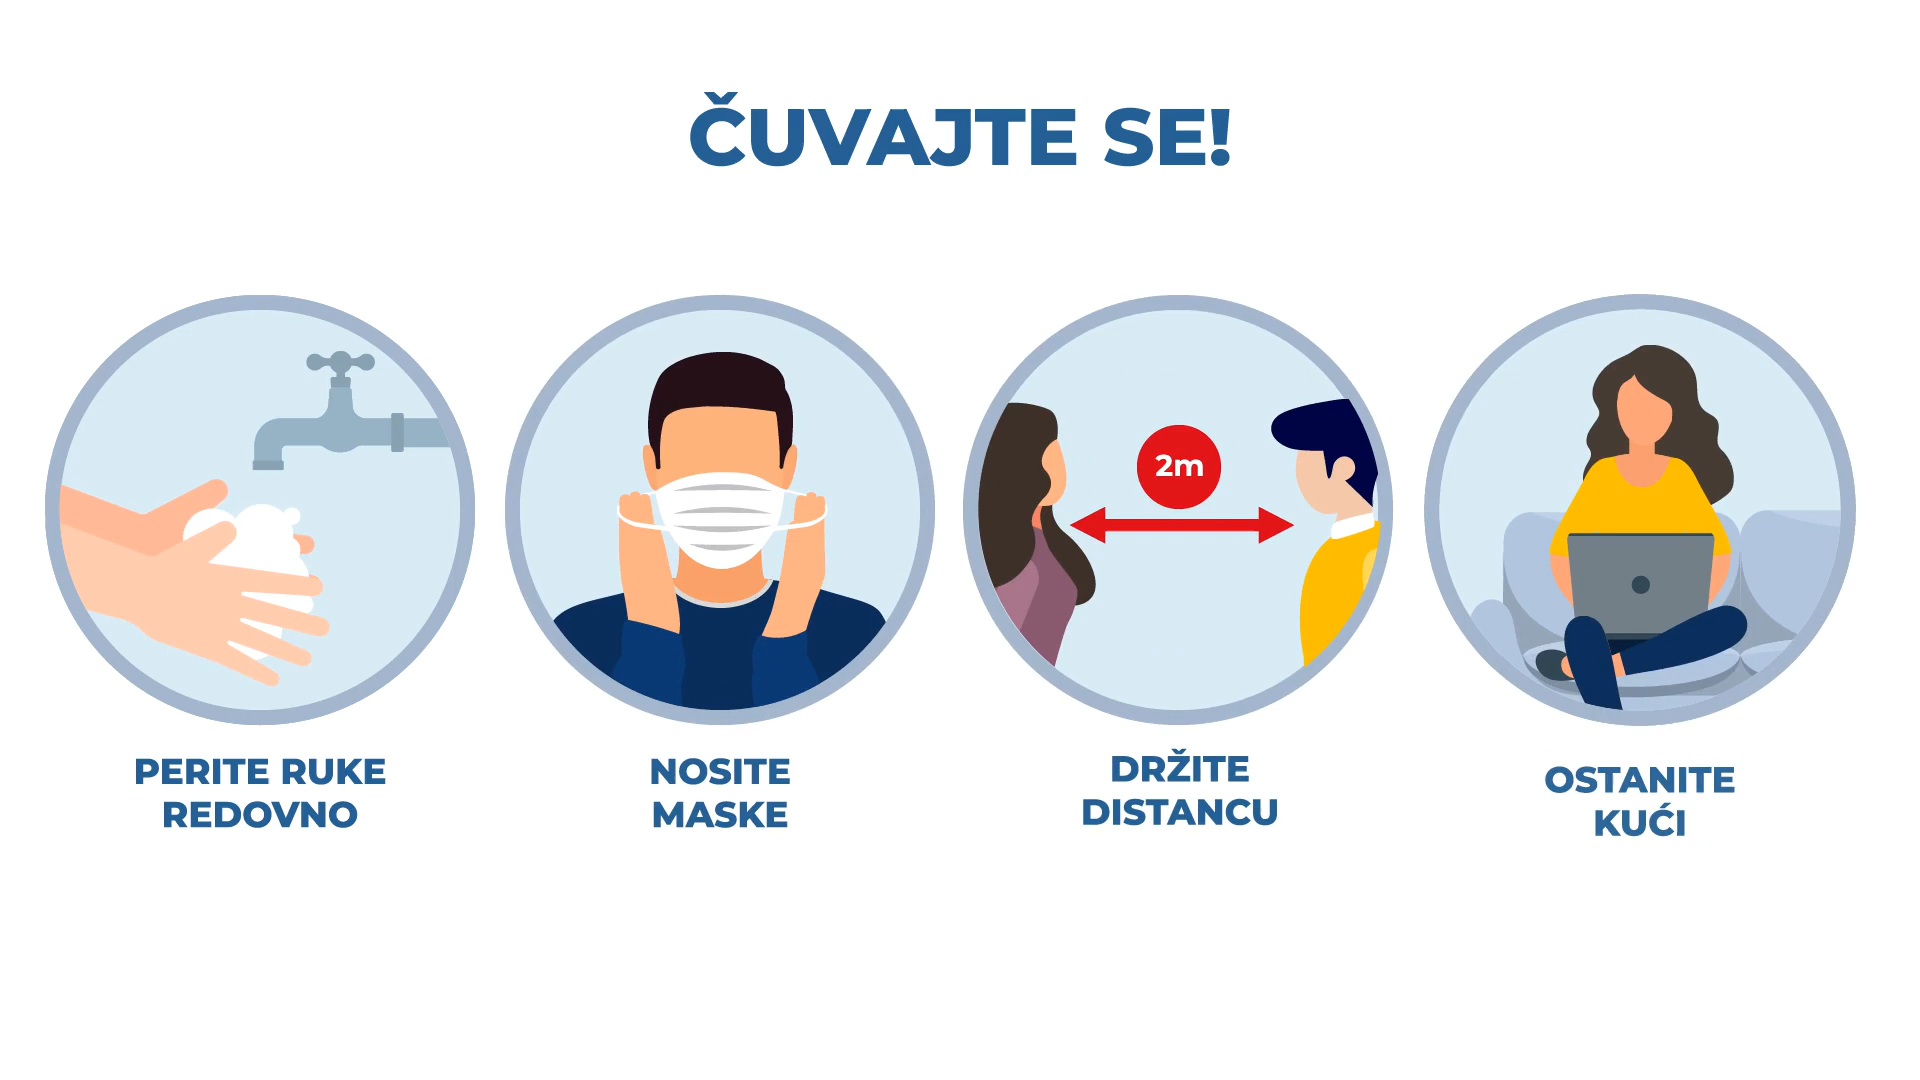 ČUVAJTE SE!
2m
PERITE RUKE
REDOVNO
NOSITE
MASKE
DRŽITE
DISTANCU
OSTANITE
KUĆI